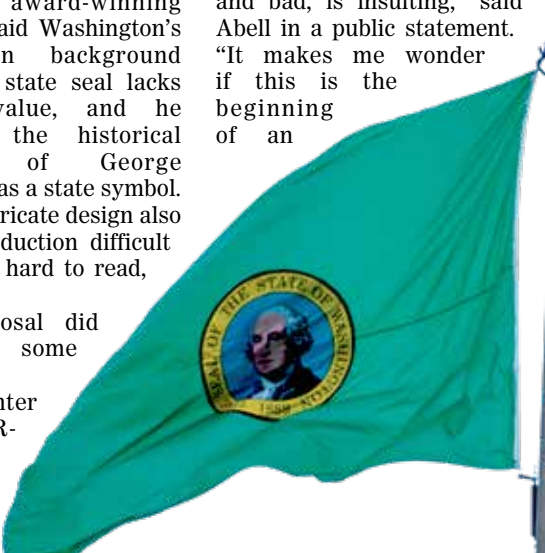 award-winning
aid Washington's
n background
state seal lacks
alue, and he
the historical
of George
as a state symbol.
ricate design also
duction difficult
hard to read,
osal did
some
nter
R-
and bad, is insulting," said
Abell in a public statement.
"It makes me wonder
if this is the
beginning
of an
SEAL OF THE STATE OF WASHINGTON
1889